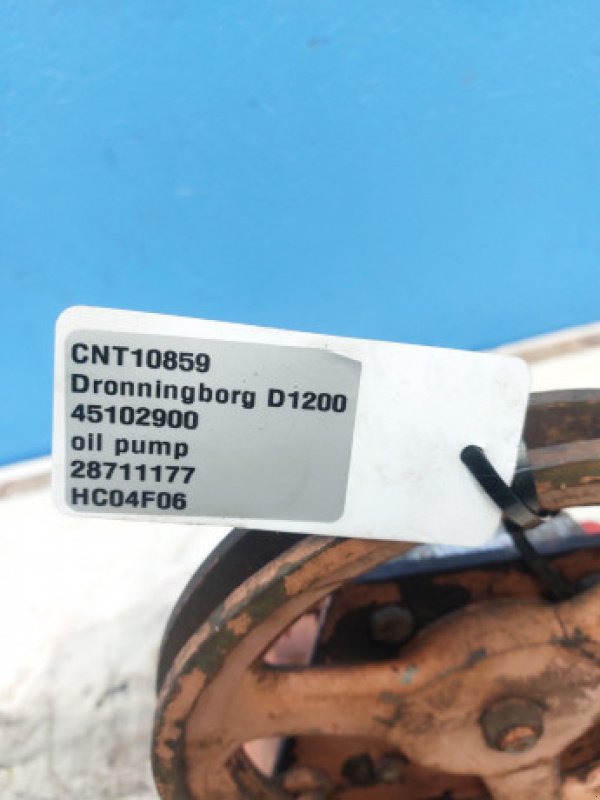 CNT10859
Dronningborg D1200
45102900
oil pump
28711177
HC04F06